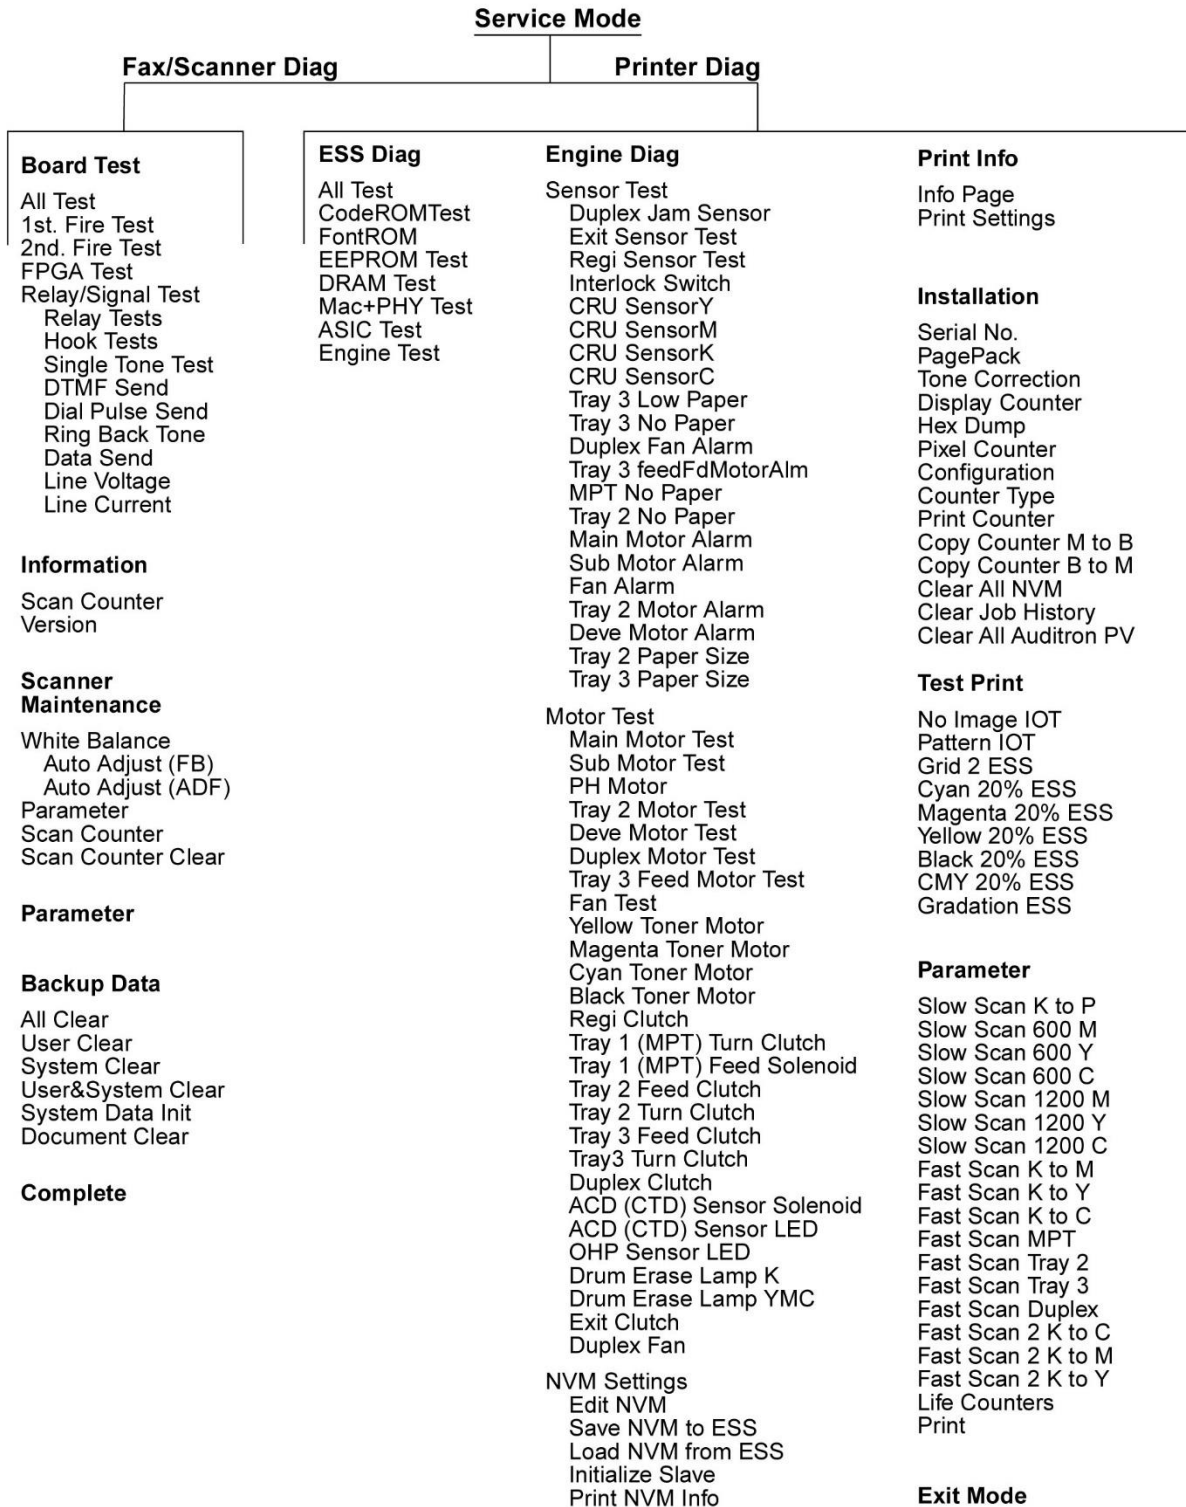 Service Mode
Fax/Scanner Diag
Printer Diag
Board Test
All Test
1st. Fire Test
2nd. Fire Test
FPGA Test
Relay/Signal Test
Relay Tests
Hook Tests
Single Tone Test
DTMF Send
Dial Pulse Send
Ring Back Tone
Data Send
Line Voltage
Line Current
Information
Scan Counter
Version
Scanner
Maintenance
White Balance
Auto Adjust (FB)
Auto Adjust (ADF)
Parameter
Scan Counter
Scan Counter Clear
Parameter
Backup Data
All Clear
User Clear
System Clear
User&System Clear
System Data Init
Document Clear
Complete
ESS Diag
All Test
CodeROMTest
FontROM
EEPROM Test
DRAM Test
Mac+PHY Test
ASIC Test
Engine Test
Engine Diag
Sensor Test
Duplex Jam Sensor
Exit Sensor Test
Regi Sensor Test
Interlock Switch
CRU SensorY
CRU SensorM
CRU SensorK
CRU SensorC
Tray 3 Low Paper
Tray 3 No Paper
Duplex Fan Alarm
Tray 3 feedFdMotorAlm
MPT No Paper
Tray 2 No Paper
Main Motor Alarm
Sub Motor Alarm
Fan Alarm
Tray 2 Motor Alarm
Deve Motor Alarm
Tray 2 Paper Size
Tray 3 Paper Size
Motor Test
Main Motor Test
Sub Motor Test
PH Motor
Tray 2 Motor Test
Deve Motor Test
Duplex Motor Test
Tray 3 Feed Motor Test
Fan Test
Yellow Toner Motor
Magenta Toner Motor
Cyan Toner Motor
Black Toner Motor
Regi Clutch
Tray 1 (MPT) Turn Clutch
Tray 1 (MPT) Feed Solenoid
Tray 2 Feed Clutch
Tray 2 Turn Clutch
Tray 3 Feed Clutch
Tray3 Turn Clutch
Duplex Clutch
ACD (CTD) Sensor Solenoid
ACD (CTD) Sensor LED
OHP Sensor LED
Drum Erase Lamp K
Drum Erase Lamp YMC
Exit Clutch
Duplex Fan
NVM Settings
Edit NVM
Save NVM to ESS
Load NVM from ESS
Initialize Slave
Print NVM Info
Print Info
Info Page
Print Settings
Installation
Serial No.
PagePack
Tone Correction
Display Counter
Hex Dump
Pixel Counter
Configuration
Counter Type
Print Counter
Copy Counter M to B
Copy Counter B to M
Clear All NVM
Clear Job History
Clear All Auditron PV
Test Print
No Image IOT
Pattern IOT
Grid 2 ESS
Cyan 20% ESS
Magenta 20% ESS
Yellow 20% ESS
Black 20% ESS
CMY 20% ESS
Gradation ESS
Parameter
Slow Scan K to P
Slow Scan 600 M
Slow Scan 600 Y
Slow Scan 600 C
Slow Scan 1200 M
Slow Scan 1200 Y
Slow Scan 1200 C
Fast Scan K to M
Fast Scan K to Y
Fast Scan K to C
Fast Scan MPT
Fast Scan Tray 2
Fast Scan Tray 3
Fast Scan Duplex
Fast Scan 2 K to C
Fast Scan 2 K to M
Fast Scan 2 K to Y
Life Counters
Print
Exit Mode